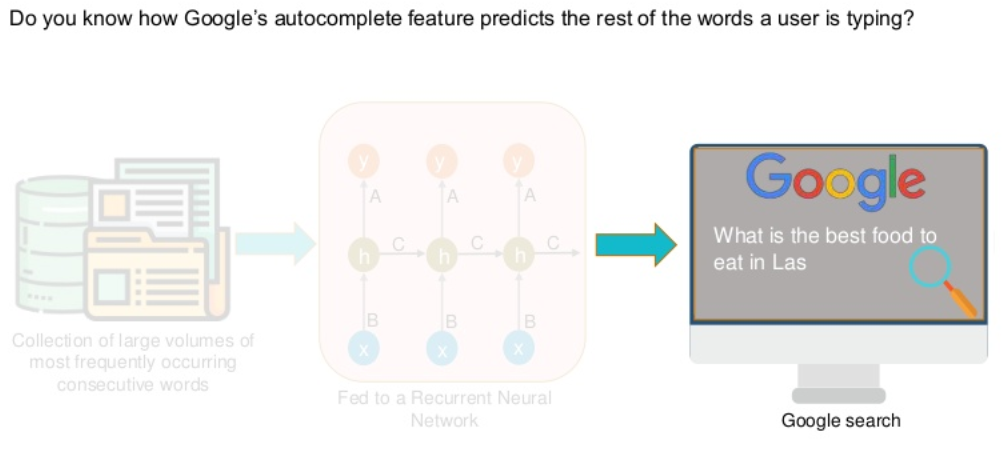 Do you know how Google's autocomplete feature predicts the rest of the words a user is typing?
y y y
A A A
h C h C h C
B B B
x x x
Collection of large volumes of
most frequently occurring
consecutive words
Fed to a Recurrent Neural
Network
Google
What is the best food to
eat in Las
Google search